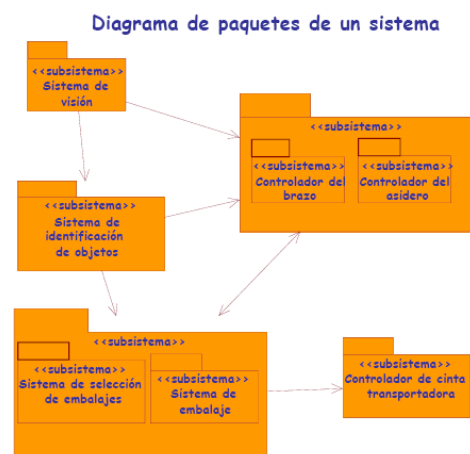 Diagrama de paquetes de un sistema
<<subsistema>>
Sistema de
visión
<<subsistema>>
<<subsistema>>
Controlador del
brazo
<<subsistema>>
Controlador del
asidero
<<subsistema>>
Sistema de
identificación
de objetos
<<subsistema>>
<<subsistema>>
Sistema de selección
de embalajes
<<subsistema>>
Sistema de
embalaje
<<subsistema>>
Controlador de cinta
transportadora